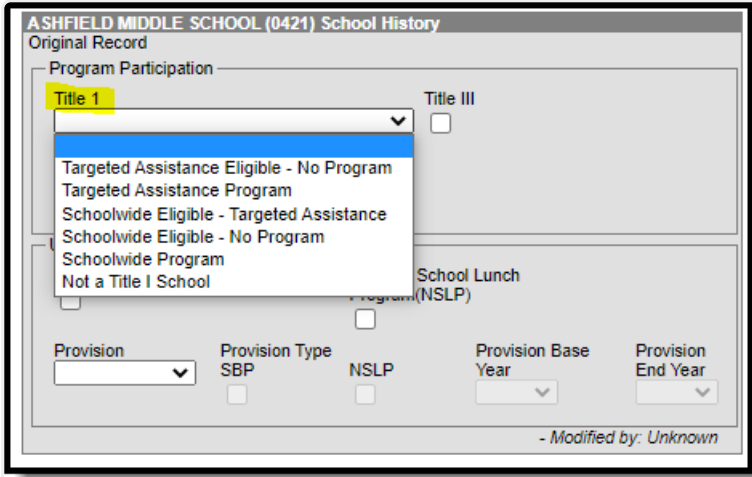 ASHFIELD MIDDLE SCHOOL (0421) School History
Original Record
Program Participation
Title 1
Title III
Targeted Assistance Eligible - No Program
Targeted Assistance Program
Schoolwide Eligible - Targeted Assistance
Schoolwide Eligible - No Program
Schoolwide Program
Not a Title I School
School Lunch
Program(NSLP)
Provision
Provision Type
SBP
NSLP
Provision Base
Year
Provision
End Year
- Modified by: Unknown